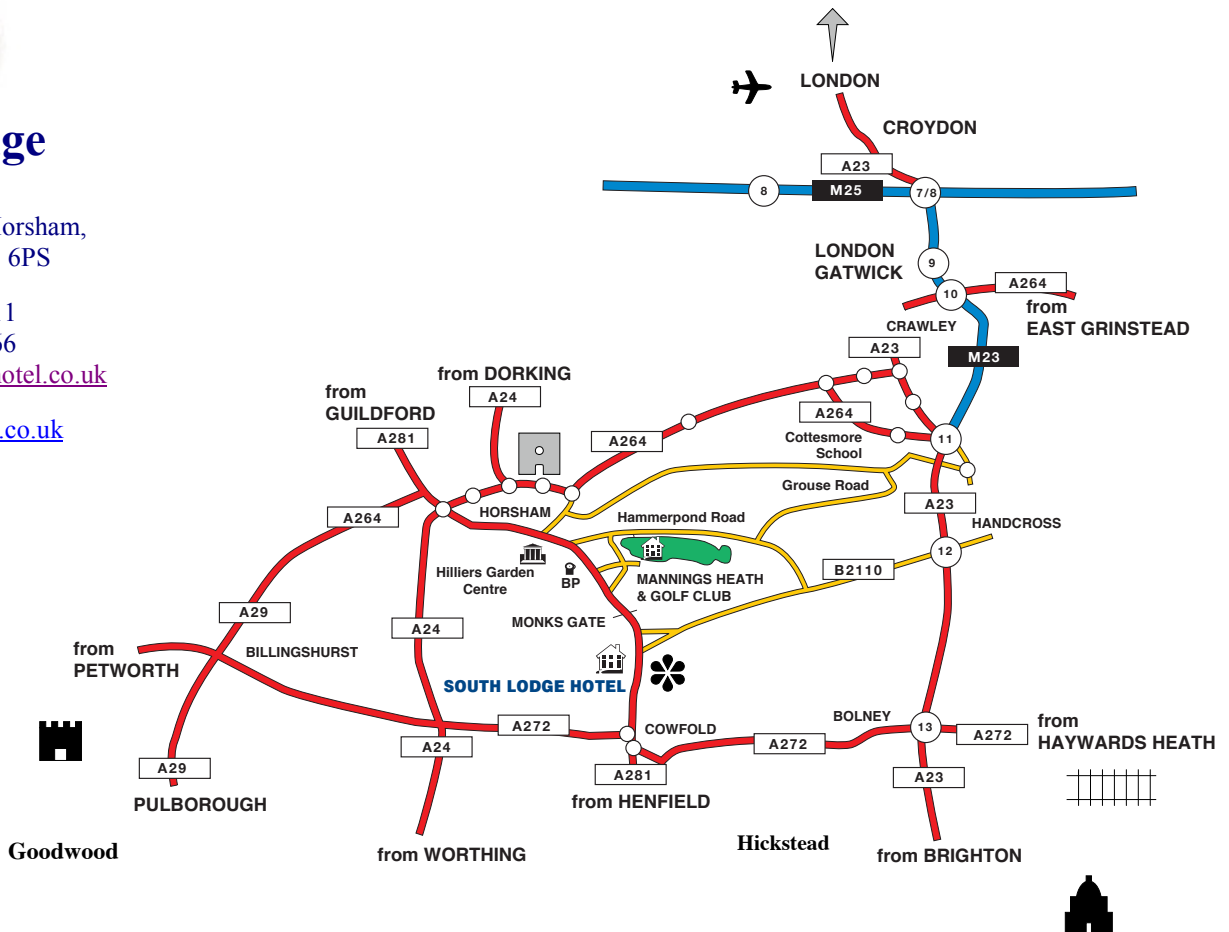 ge
orsham,
6PS
66
hotel.co.uk
.co.uk
LONDON
CROYDON
A23
8
M25
7/8
LONDON
GATWICK
9
10
A264
from
EAST GRINSTEAD
CRAWLEY
A23
M23
from DORKING
A24
from
GUILDFORD
A281
A264
A264
Cottesmore
School
11
Grouse Road
A23
HANDCROSS
A264
HORSHAM
Hammerpond Road
12
B2110
Hilliers Garden
Centre
BP
MANNINGS HEATH
& GOLF CLUB
MONKS GATE
A29
A24
from
PETWORTH
BILLINGSHURST
SOUTH LODGE HOTEL
A272
COWFOLD
BOLNEY
13
A272
from
HAYWARDS HEATH
A24
A272
A29
A281
A23
PULBOROUGH
from HENFIELD
Goodwood
from WORTHING
Hickstead
from BRIGHTON